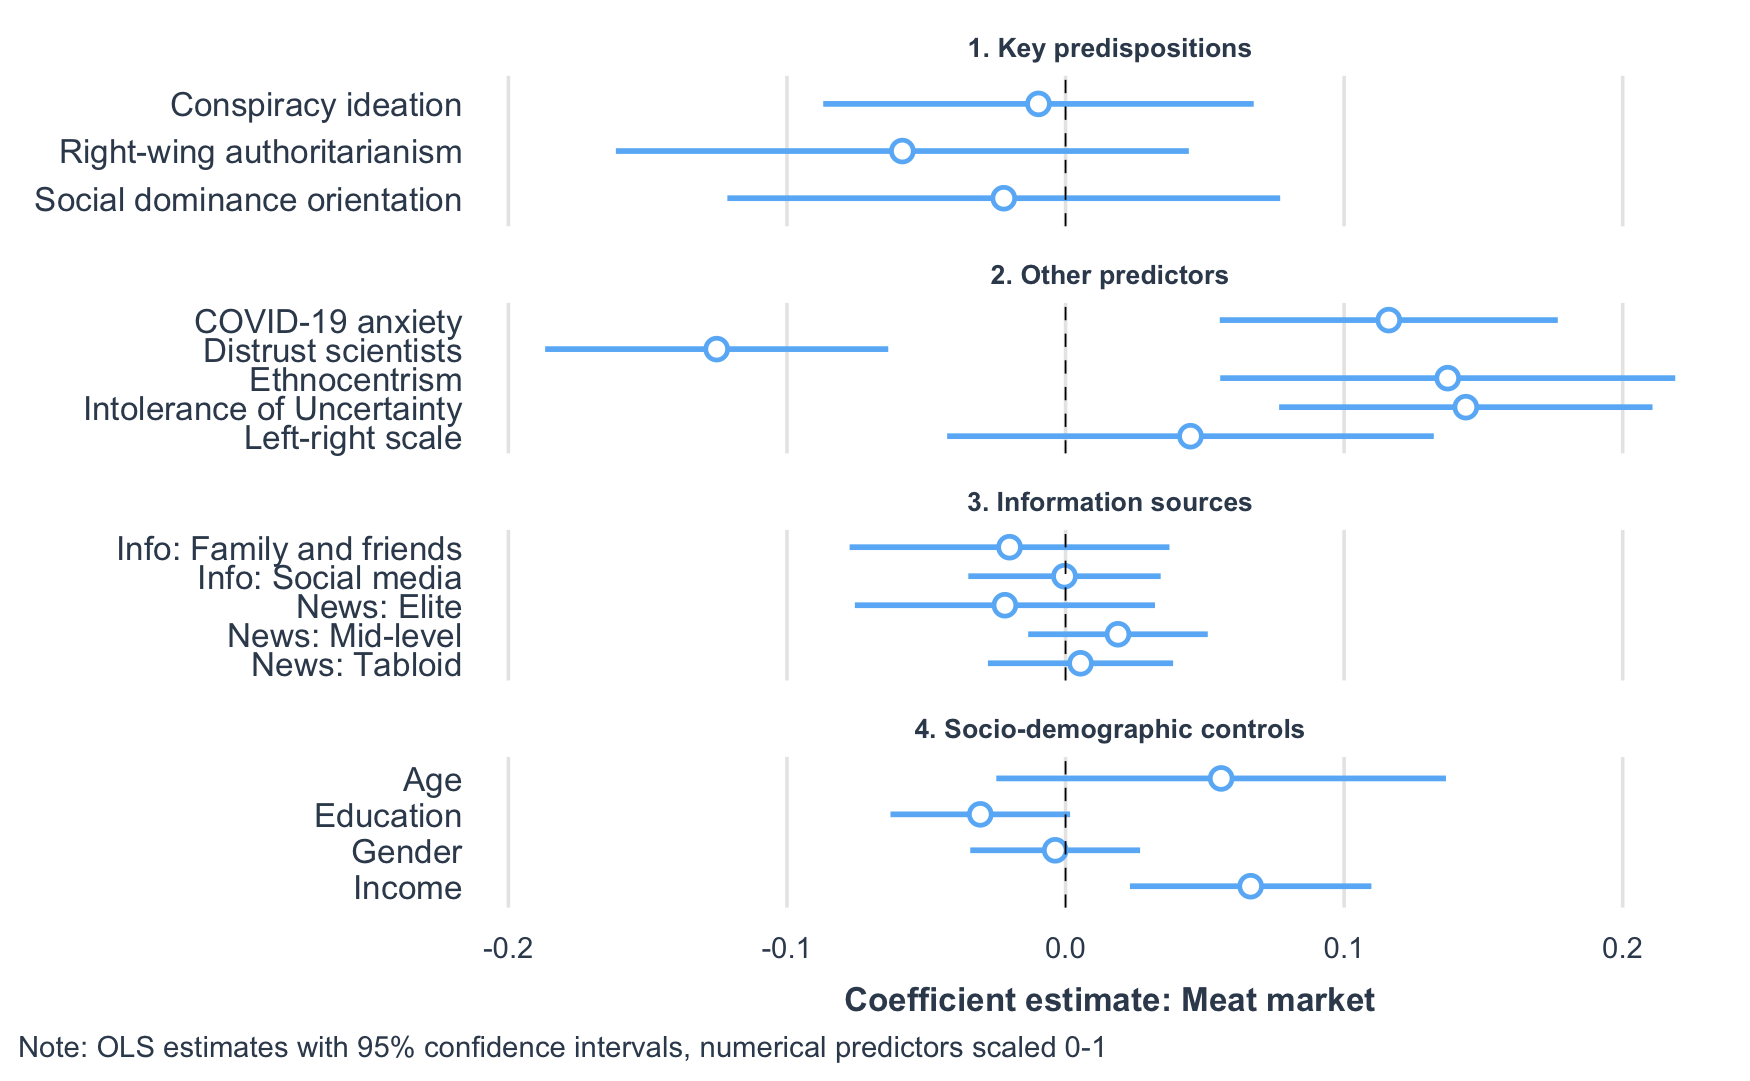 1. Key predispositions
Conspiracy ideation
Right-wing authoritarianism
Social dominance orientation
2. Other predictors
COVID-19 anxiety
Distrust scientists
Ethnocentrism
Intolerance of Uncertainty
Left-right scale
3. Information sources
Info: Family and friends
Info: Social media
News: Elite
News: Mid-level
News: Tabloid
4. Socio-demographic controls
Age
Education
Gender
Income
-0.2 -0.1 0.0 0.1 0.2
Coefficient estimate: Meat market
Note: OLS estimates with 95% confidence intervals, numerical predictors scaled 0-1